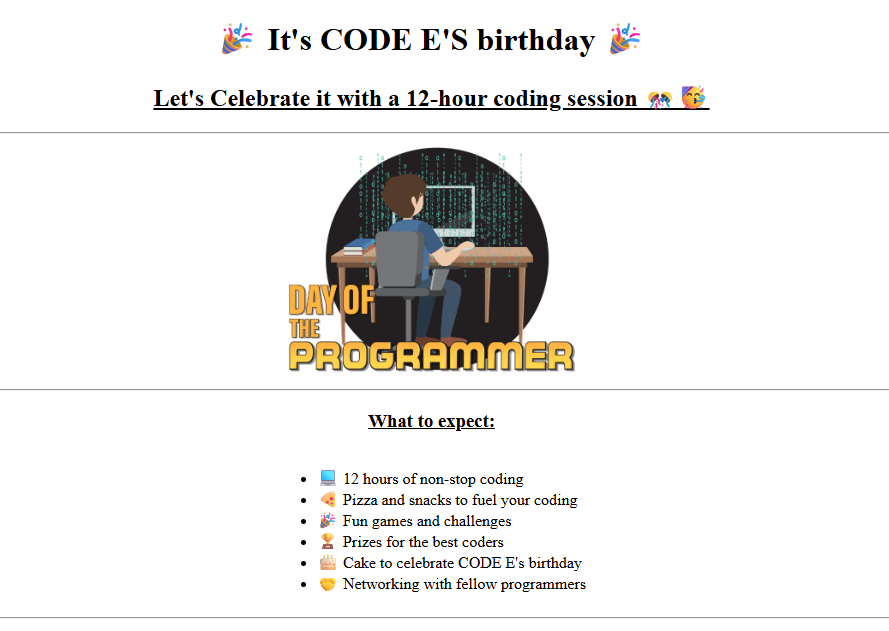 🎉 It's CODE E'S birthday 🎉
Let's Celebrate it with a 12-hour coding session 🎊 🥳
DAY OF
THE
PROGRAMMER
What to expect:
• 💻 12 hours of non-stop coding
• 🍕 Pizza and snacks to fuel your coding
• 🎉 Fun games and challenges
• 🏆 Prizes for the best coders
• 🎂 Cake to celebrate CODE E's birthday
• 🤝 Networking with fellow programmers